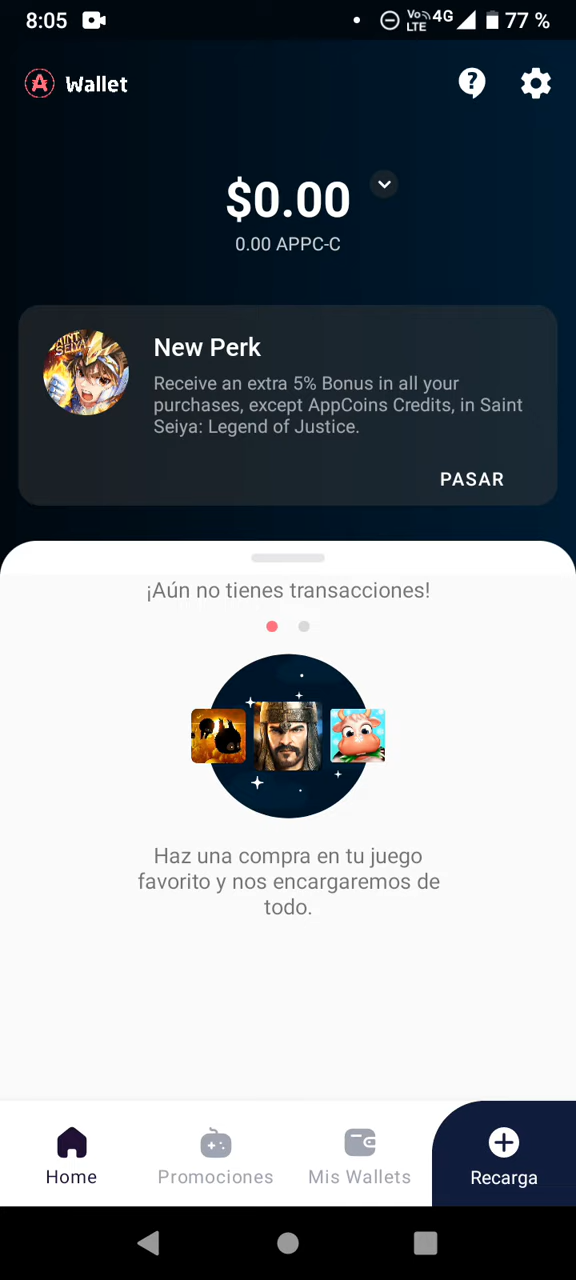 8:05
Vo LTE 4G 77 %
Wallet
$0.00
0.00 APPC-C
SAINT SEIYA
New Perk
Receive an extra 5% Bonus in all your
purchases, except AppCoins Credits, in Saint
Seiya: Legend of Justice.
PASAR
¡Aún no tienes transacciones!
Haz una compra en tu juego
favorito y nos encargaremos de
todo.
Home
Promociones
Mis Wallets
Recarga